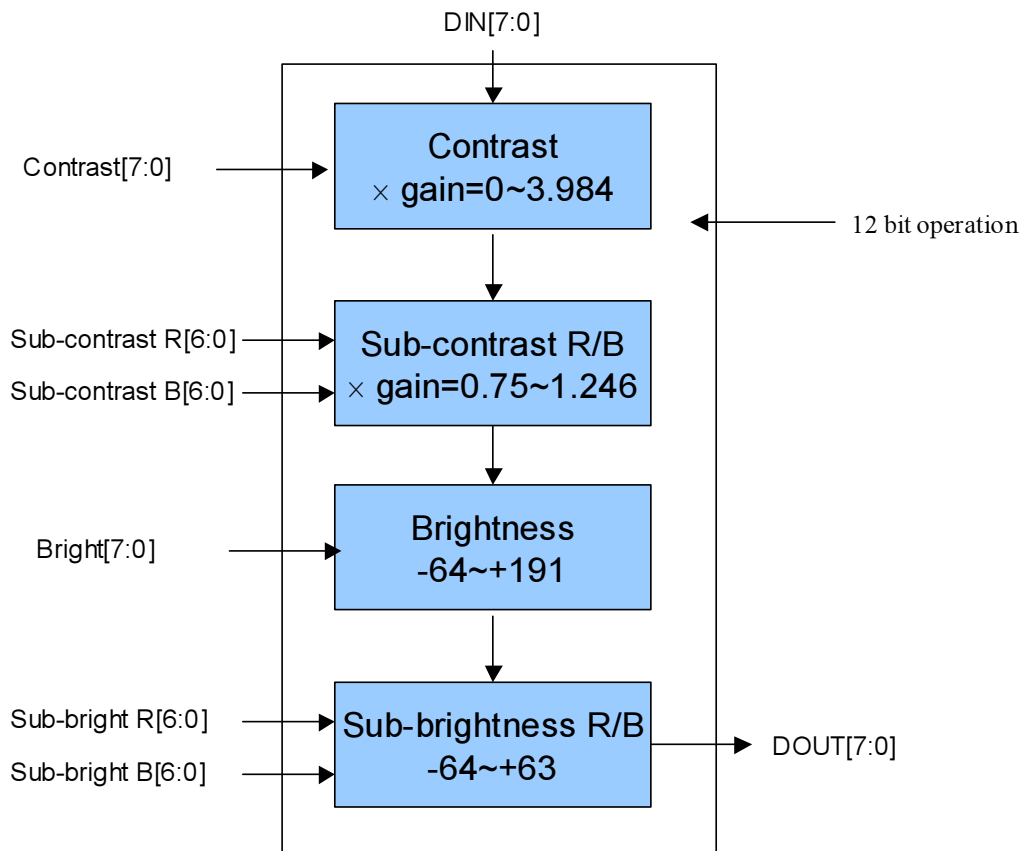 DIN[7:0]
Contrast[7:0]
Contrast
× gain=0~3.984
12 bit operation
Sub-contrast R[6:0]
Sub-contrast B[6:0]
Sub-contrast R/B
× gain=0.75~1.246
Bright[7:0]
Brightness
-64~+191
Sub-bright R[6:0]
Sub-bright B[6:0]
Sub-brightness R/B
-64~+63
DOUT[7:0]